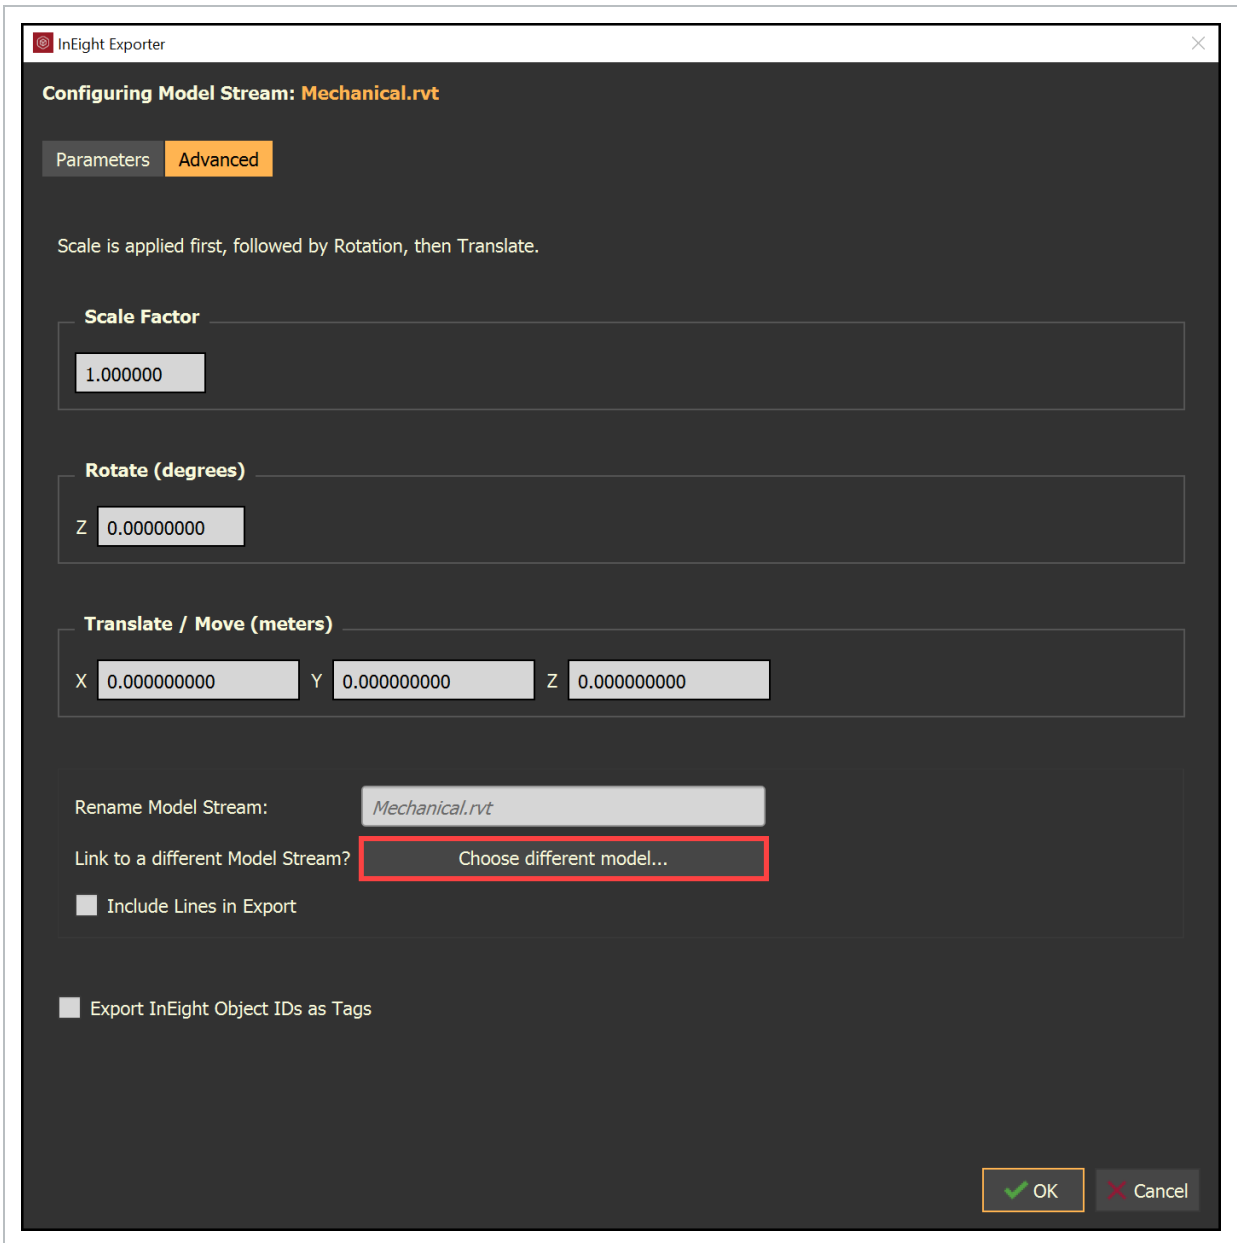 InEight Exporter
Configuring Model Stream: Mechanical.rvt
Parameters Advanced
Scale is applied first, followed by Rotation, then Translate.
Scale Factor
1.000000
Rotate (degrees)
Z 0.00000000
Translate / Move (meters)
X 0.000000000 Y 0.000000000 Z 0.000000000
Rename Model Stream: Mechanical.rvt
Link to a different Model Stream? Choose different model...
Include Lines in Export
Export InEight Object IDs as Tags
OK Cancel